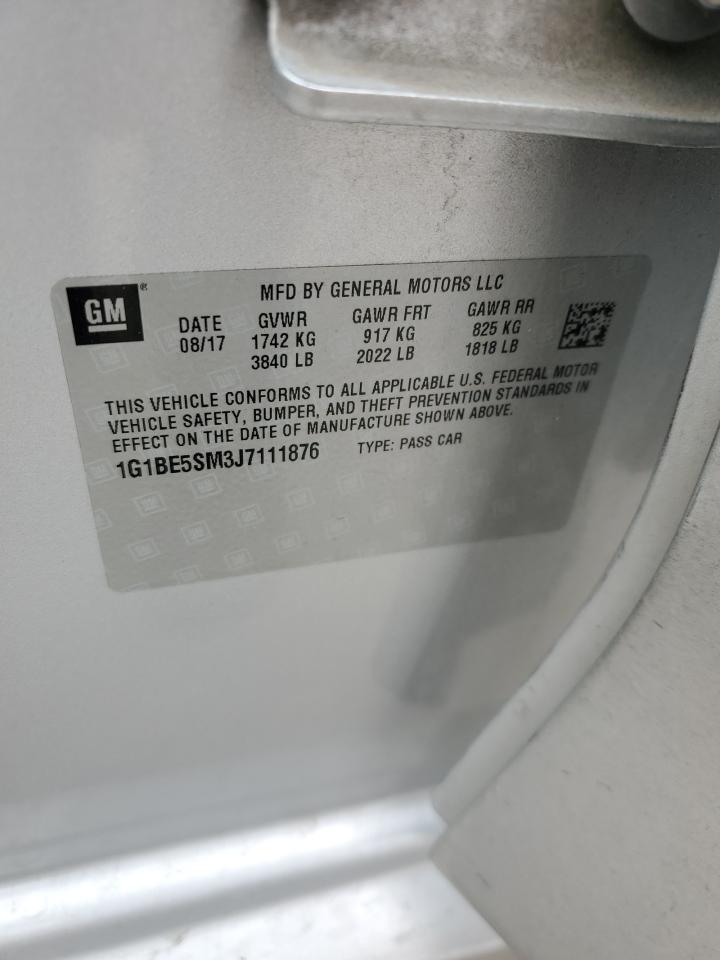 GM®
MFD BY GENERAL MOTORS LLC
DATE GVWR GAWR FRT GAWR RR
08/17 1742 KG 917 KG 825 KG
3840 LB 2022 LB 1818 LB
THIS VEHICLE CONFORMS TO ALL APPLICABLE U.S. FEDERAL MOTOR
VEHICLE SAFETY, BUMPER, AND THEFT PREVENTION STANDARDS IN
EFFECT ON THE DATE OF MANUFACTURE SHOWN ABOVE.
1G1BE5SM3J7111876 TYPE: PASS CAR